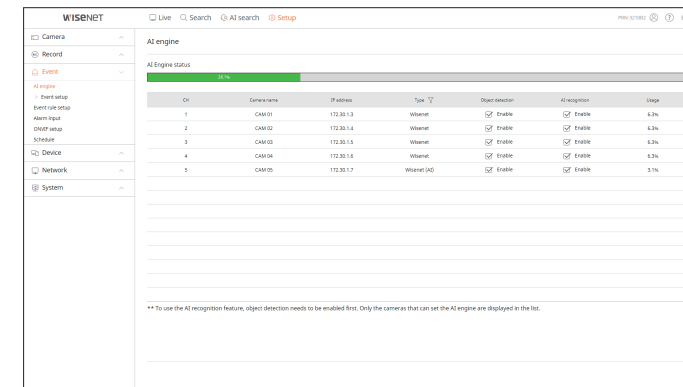 WISENET
Live Search AI search Setup
Camera
Record
Event
AI engine
Event setup
Event rule setup
Alarm input
ONVIF setup
Schedule
Device
Network
System
AI engine
AI Engine status
CH Camera name IP address Type Object detection AI recognition Usage
1 CAM 01 172.30.1.3 Wisenet Enable Enable 6.3%
2 CAM 02 172.30.1.4 Wisenet Enable Enable 6.3%
3 CAM 03 172.30.1.5 Wisenet Enable Enable 6.3%
4 CAM 04 172.30.1.6 Wisenet Enable Enable 6.3%
5 CAM 05 172.30.1.7 Wisenet (AI) Enable Enable 3.1%
** To use the AI recognition feature, object detection needs to be enabled first. Only the cameras that can set the AI engine are displayed in the list.